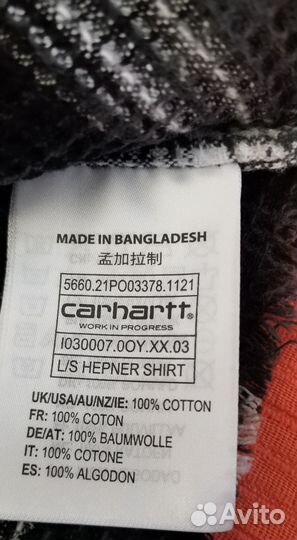 MADE IN BANGLADESH
孟加拉制
5660.21PO03378.1121
carhartt®
WORK IN PROGRESS
I030007.0OY.XX.03
L/S HEPNER SHIRT
UK/USA/AU/NZ/IE: 100% COTTON
FR: 100% COTON
DE/AT: 100% BAUMWOLLE
IT: 100% COTONE
ES: 100% ALGODON
Avito